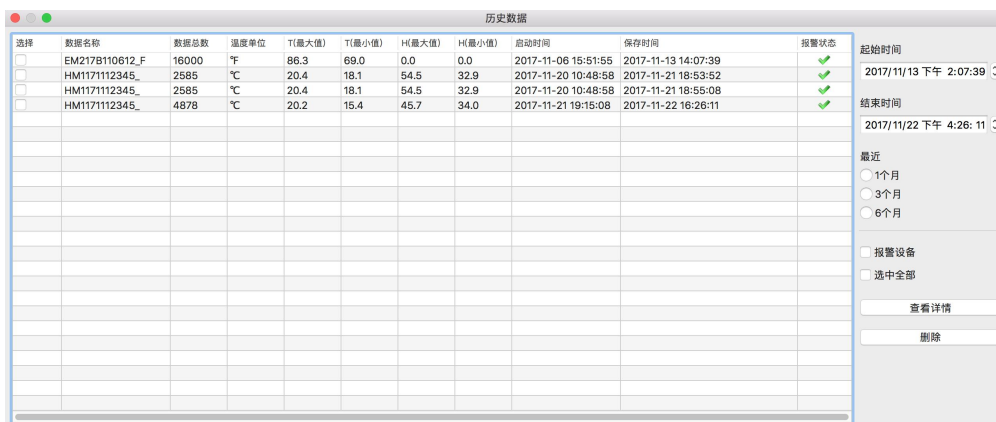 历史数据
选择 数据名称 数据总数 温度单位 T(最大值) T(最小值) H(最大值) H(最小值) 启动时间 保存时间 报警状态
EM217B110612_F 16000 ℉ 86.3 69.0 0.0 0.0 2017-11-06 15:51:55 2017-11-13 14:07:39
HM1171112345_ 2585 ℃ 20.4 18.1 54.5 32.9 2017-11-20 10:48:58 2017-11-21 18:53:52
HM1171112345_ 2585 ℃ 20.4 18.1 54.5 32.9 2017-11-20 10:48:58 2017-11-21 18:55:08
HM1171112345_ 4878 ℃ 20.2 15.4 45.7 34.0 2017-11-21 19:15:08 2017-11-22 16:26:11
起始时间
2017/11/13 下午 2:07:39
结束时间
2017/11/22 下午 4:26: 11
最近
1个月
3个月
6个月
报警设备
选中全部
查看详情
删除